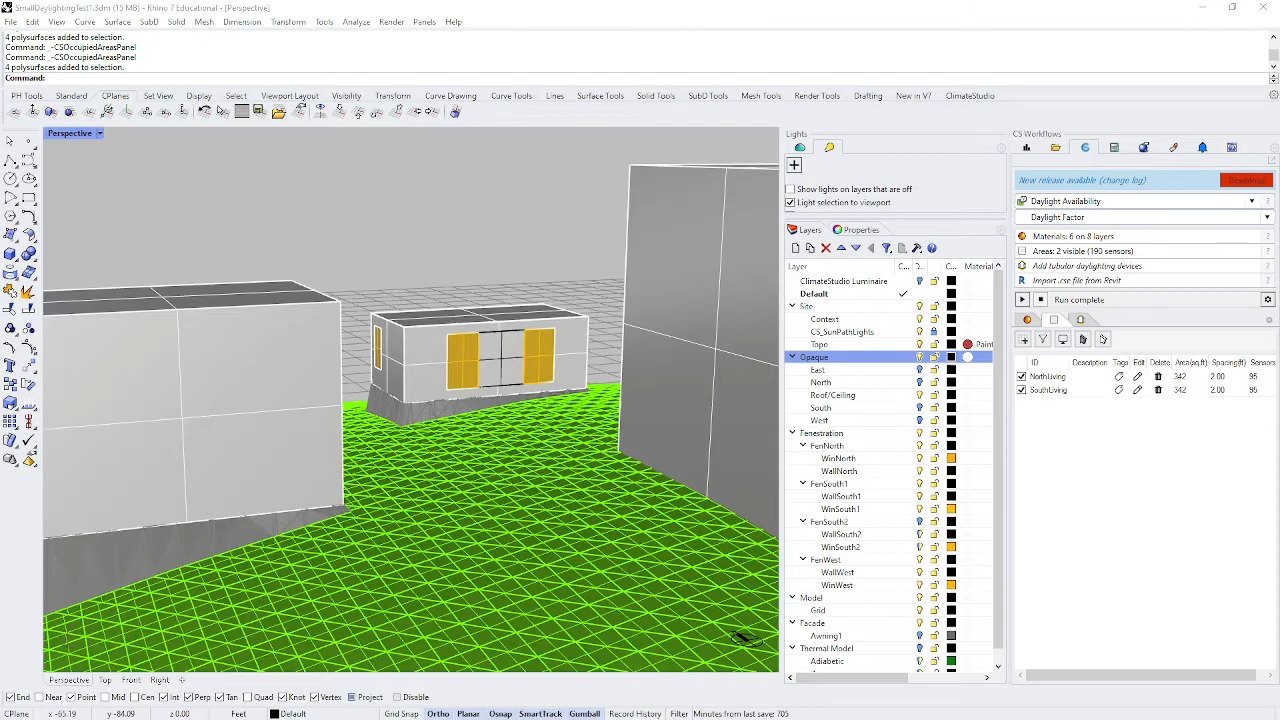 SmallDaylightingTest1.3dm (15 MB) - Rhino 7 Educational
File Edit View Curve Surface SubD Solid Mesh Dimension Transform Tools Analyze Render Panels Help
4 polysurfaces added to selection.
Command: _-CSOccupiedAreasPanel
Command: _-CSOccupiedAreasPanel
4 polysurfaces added to selection.
Command:
PH Tools Standard CPlanes Set View Display Select Viewport Layout Visibility Transform Curve Drawing Curve Tools Lines Surface Tools Solid Tools SubD Tools Mesh Tools Render Tools Drafting New in V7 ClimateStudio
Perspective
Lights
Show lights on layers that are off
Light selection to viewport
Layers Properties
Layer C... ... C... Material
ClimateStudio Luminaire
Default
Site
Context
CS_SunPathLights
Topo Paint
Opaque
East
North
Roof/Ceiling
South
West
Fenestration
FenNorth
WinNorth
WallNorth
FenSouth1
WallSouth1
WinSouth1
FenSouth2
WallSouth2
WinSouth2
FenWest
WallWest
WinWest
Model
Grid
Facade
Awning1
Thermal Model
Adiabetic
CS Workflows
New release available (change log) Download
Daylight Availability ?
Daylight Factor
Materials: 6 on 8 layers ?
Areas: 2 visible (190 sensors) ?
Add tubular daylighting devices ?
R Import .cse file from Revit ?
Run complete
ID Description Tags Edit Delete Area(sq.ft) Spacing(ft) Sensors
NorthLiving 342 2.00 95
SouthLiving 342 2.00 95
Perspective Top Front Right
End Near Point Mid Cen Int Perp Tan Quad Knot Vertex Project Disable
CPlane x -65.19 y -84.09 z 0.00 Feet Default Grid Snap Ortho Planar Osnap SmartTrack Gumball Record History Filter Minutes from last save 705